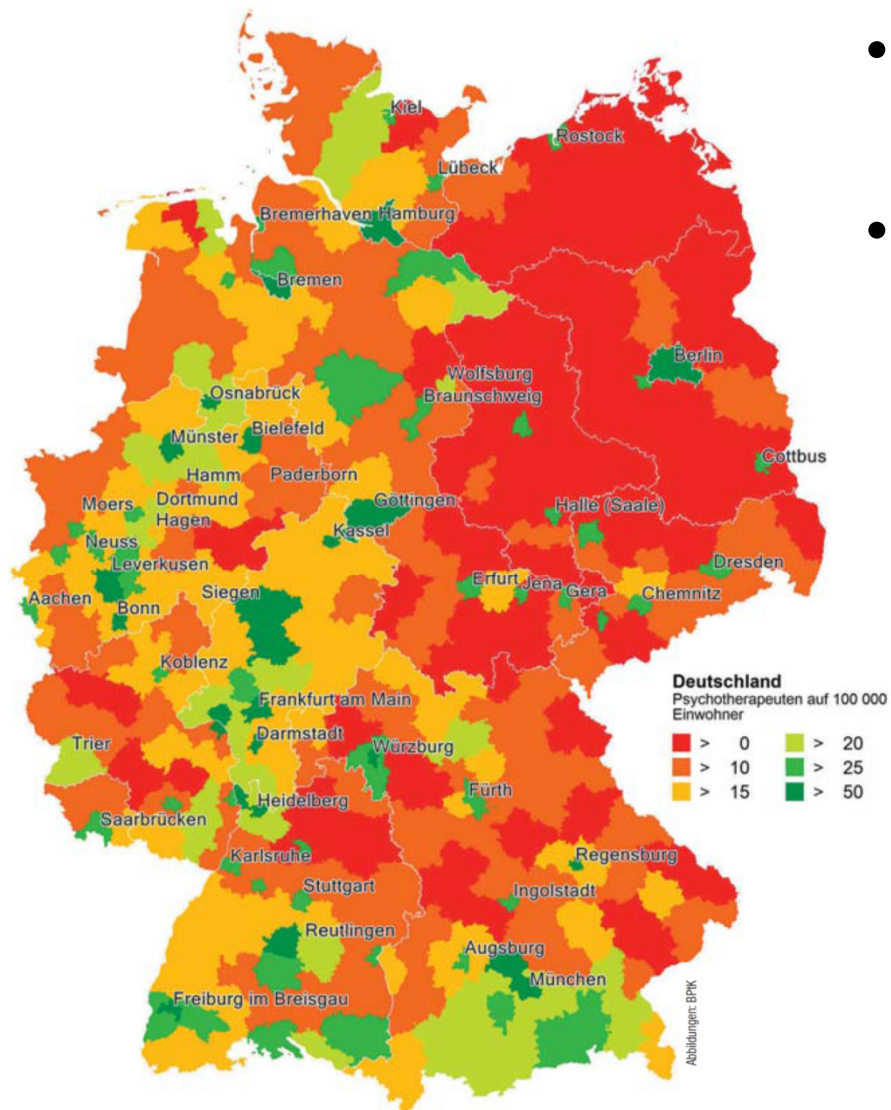 Kiel
Rostock
Lübeck
Bremerhaven Hamburg
Bremen
Berlin
Wolfsburg
Braunschweig
Osnabrück
Münster
Bielefeld
Cottbus
Hamm
Paderborn
Moers
Dortmund
Göttingen
Halle (Saale)
Hagen
Kassel
Neuss
Leverkusen
Dresden
Erfurt
Jena
Gera
Chemnitz
Aachen
Bonn
Siegen
Koblenz
Frankfurt am Main
Darmstadt
Trier
Würzburg
Fürth
Heidelberg
Saarbrücken
Karlsruhe
Regensburg
Stuttgart
Ingolstadt
Reutlingen
Augsburg
München
Freiburg im Breisgau
Deutschland
Psychotherapeuten auf 100 000
Einwohner
> 0 > 20
> 10 > 25
> 15 > 50
Abbildungen: BPtK